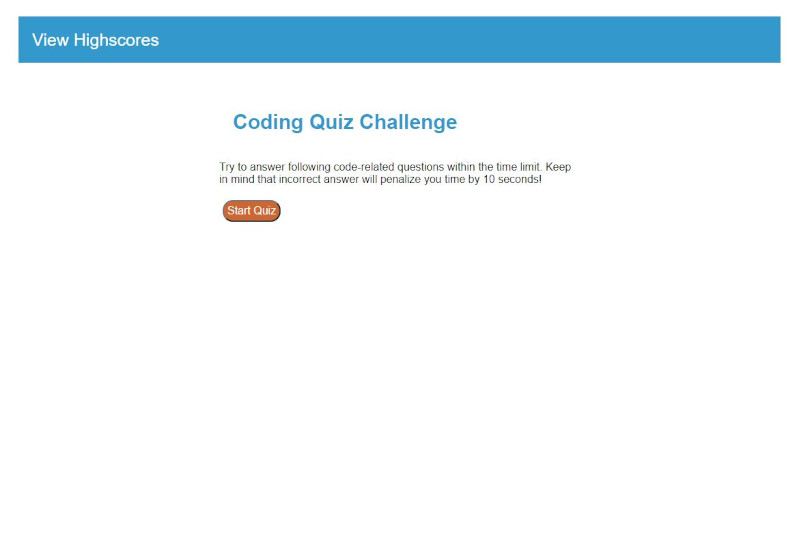 View Highscores
Coding Quiz Challenge
Try to answer following code-related questions within the time limit. Keep
in mind that incorrect answer will penalize you time by 10 seconds!
Start Quiz